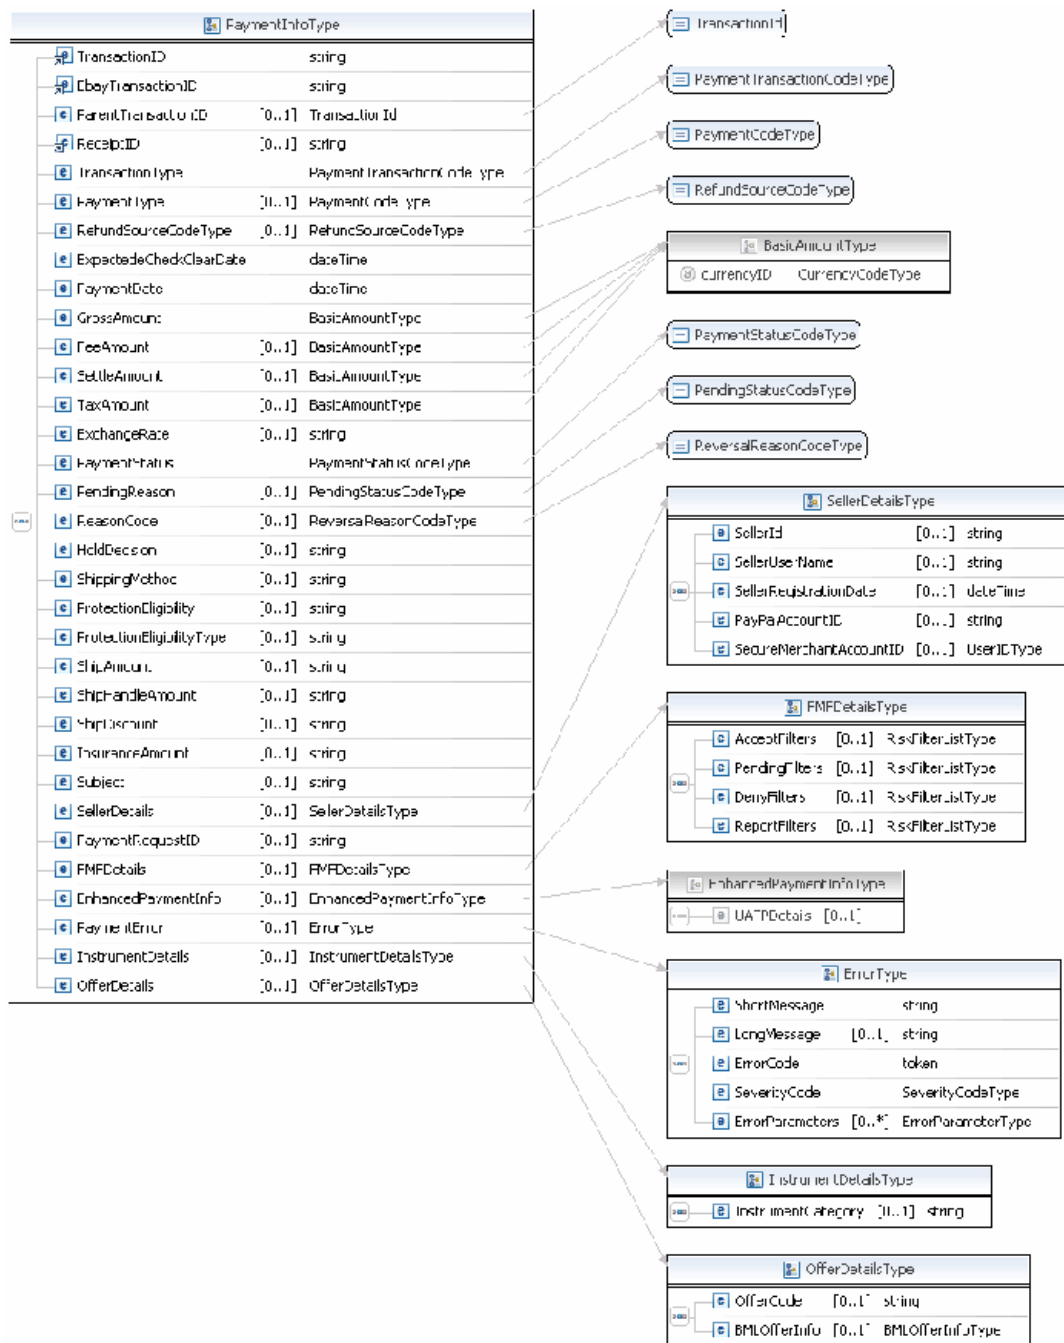 PaymentInfoType
TransactionID string
EbayTransactionID string
ParentTransactionID [0..1] TransactionId
ReceiptID [0..1] string
TransactionType PaymentTransactionCodeType
PaymentType [0..1] PaymentCodeType
RefundSourceCodeType [0..1] RefundSourceCodeType
ExpectedeCheckClearDate dateTime
PaymentDate dateTime
GrossAmount BasicAmountType
FeeAmount [0..1] BasicAmountType
SettleAmount [0..1] BasicAmountType
TaxAmount [0..1] BasicAmountType
ExchangeRate [0..1] string
PaymentStatus PaymentStatusCodeType
PendingReason [0..1] PendingStatusCodeType
ReasonCode [0..1] ReversalReasonCodeType
HoldDecision [0..1] string
ShippingMethod [0..1] string
ProtectionEligibility [0..1] string
ProtectionEligibilityType [0..1] string
ShipAmount [0..1] string
ShipHandleAmount [0..1] string
ShipDiscount [0..1] string
InsuranceAmount [0..1] string
Subject [0..1] string
SellerDetails [0..1] SellerDetailsType
PaymentRequestID [0..1] string
FMFDetails [0..1] FMFDetailsType
EnhancedPaymentInfo [0..1] EnhancedPaymentInfoType
PaymentError [0..1] ErrorType
InstrumentDetails [0..1] InstrumentDetailsType
OfferDetails [0..1] OfferDetailsType
TransactionId
PaymentTransactionCodeType
PaymentCodeType
RefundSourceCodeType
BasicAmountType
currencyID CurrencyCodeType
PaymentStatusCodeType
PendingStatusCodeType
ReversalReasonCodeType
SellerDetailsType
SellerId [0..1] string
SellerUserName [0..1] string
SellerRegistrationDate [0..1] dateTime
PayPalAccountID [0..1] string
SecureMerchantAccountID [0..1] UserIDType
FMFDetailsType
AcceptFilters [0..1] RiskFilterListType
PendingFilters [0..1] RiskFilterListType
DenyFilters [0..1] RiskFilterListType
ReportFilters [0..1] RiskFilterListType
EnhancedPaymentInfoType
UATPDetails [0..1]
ErrorType
ShortMessage string
LongMessage [0..1] string
ErrorCode token
SeverityCode SeverityCodeType
ErrorParameters [0..*] ErrorParameterType
InstrumentDetailsType
InstrumentCategory [0..1] string
OfferDetailsType
OfferCode [0..1] string
BMLOfferInfo [0..1] BMLOfferInfoType